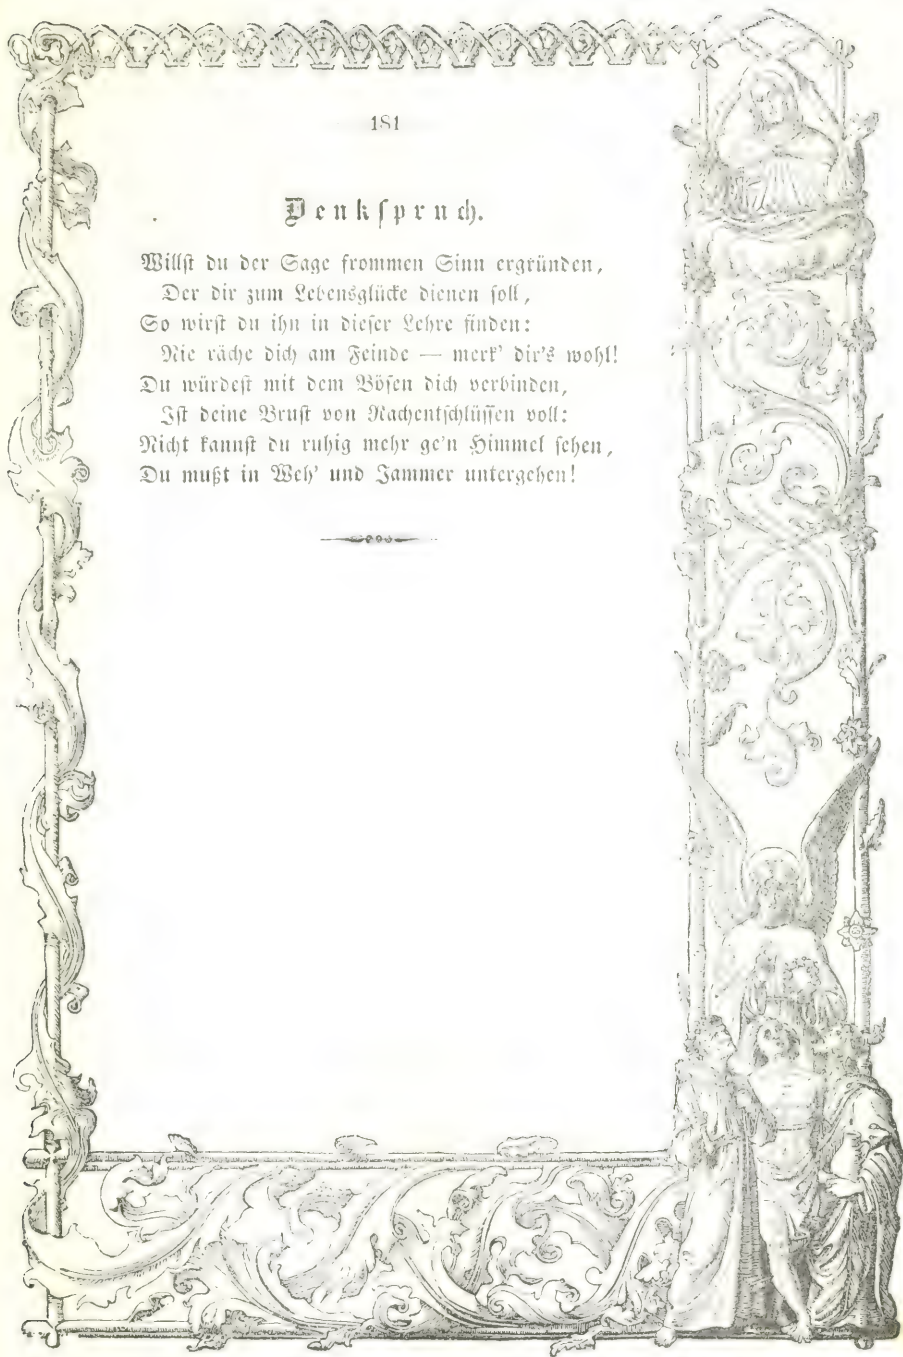 181
Denkspruch.
Willst du der Sage frommen Sinn ergründen,
Der dir zum Lebensglücke dienen soll,
So wirst du ihn in dieser Lehre finden:
Nie räche dich am Feinde — merk' dir's wohl!
Du würdest mit dem Bösen dich verbinden,
Ist deine Brust von Rachentschlüssen voll:
Nicht kannst du ruhig mehr ge'n Himmel sehen,
Du mußt in Weh' und Jammer untergehen!